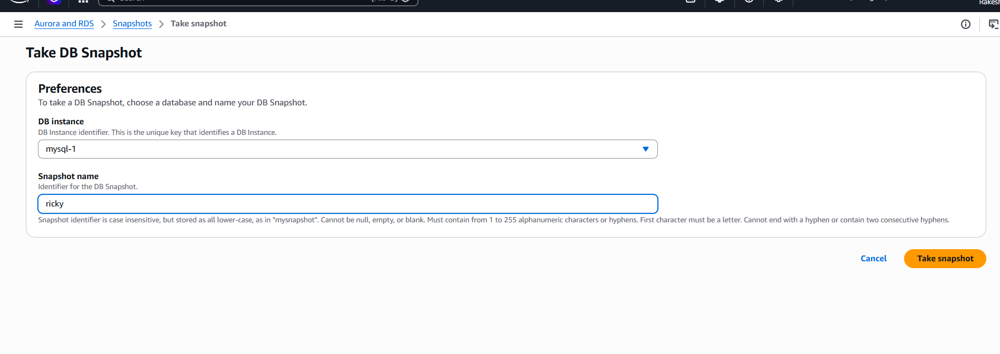 Aurora and RDS > Snapshots > Take snapshot
Take DB Snapshot
Preferences
To take a DB Snapshot, choose a database and name your DB Snapshot.
DB instance
DB Instance identifier. This is the unique key that identifies a DB Instance.
mysql-1
Snapshot name
Identifier for the DB Snapshot.
ricky
Snapshot identifier is case insensitive, but stored as all lower-case, as in "mysnapshot". Cannot be null, empty, or blank. Must contain from 1 to 255 alphanumeric characters or hyphens. First character must be a letter. Cannot end with a hyphen or contain two consecutive hyphens.
Cancel Take snapshot